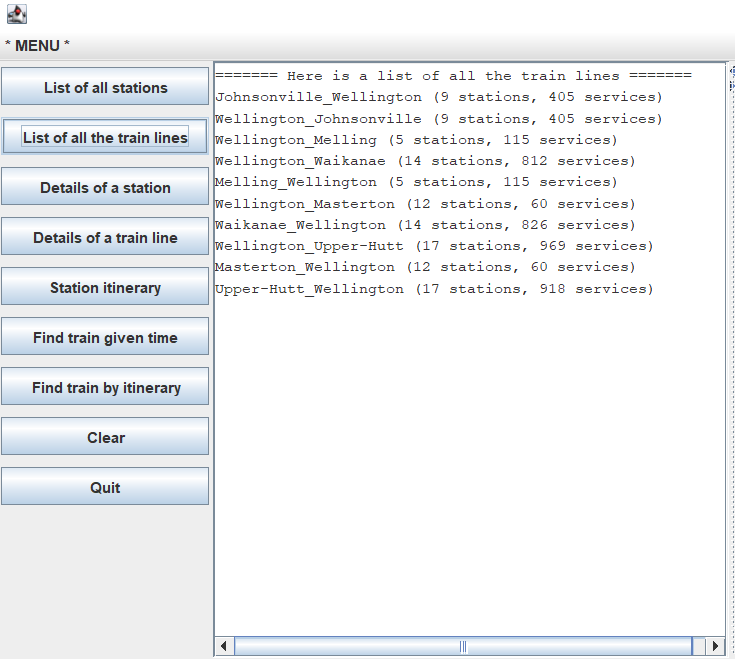 * MENU *
List of all stations
List of all the train lines
Details of a station
Details of a train line
Station itinerary
Find train given time
Find train by itinerary
Clear
Quit
======= Here is a list of all the train lines =======
Johnsonville_Wellington (9 stations, 405 services)
Wellington_Johnsonville (9 stations, 405 services)
Wellington_Melling (5 stations, 115 services)
Wellington_Waikanae (14 stations, 812 services)
Melling_Wellington (5 stations, 115 services)
Wellington_Masterton (12 stations, 60 services)
Waikanae_Wellington (14 stations, 826 services)
Wellington_Upper-Hutt (17 stations, 969 services)
Masterton_Wellington (12 stations, 60 services)
Upper-Hutt_Wellington (17 stations, 918 services)